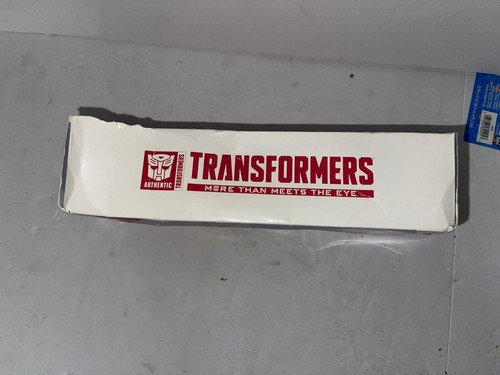 AUTHENTIC
TRANSFORMERS
TRANSFORMERS
MORE THAN MEETS THE EYE